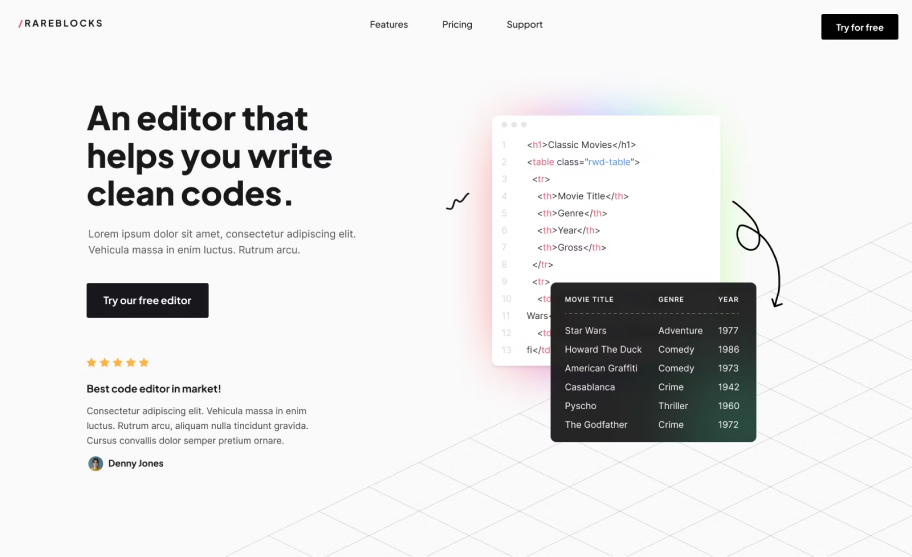 /RAREBLOCKS
Features
Pricing
Support
Try for free
An editor that
helps you write
clean codes.
Lorem ipsum dolor sit amet, consectetur adipiscing elit.
Vehicula massa in enim luctus. Rutrum arcu.
Try our free editor
Best code editor in market!
Consectetur adipiscing elit. Vehicula massa in enim
luctus. Rutrum arcu, aliquam nulla tincidunt gravida.
Cursus convallis dolor semper pretium ornare.
Denny Jones
1 <h1>Classic Movies</h1>
2 <table class="rwd-table">
3 <tr>
4 <th>Movie Title</th>
5 <th>Genre</th>
6 <th>Year</th>
7 <th>Gross</th>
8 </tr>
9 <tr>
10 <td
11 Wars<
12 <td
13 fi</td
MOVIE TITLE GENRE YEAR
Star Wars Adventure 1977
Howard The Duck Comedy 1986
American Graffiti Comedy 1973
Casablanca Crime 1942
Pyscho Thriller 1960
The Godfather Crime 1972